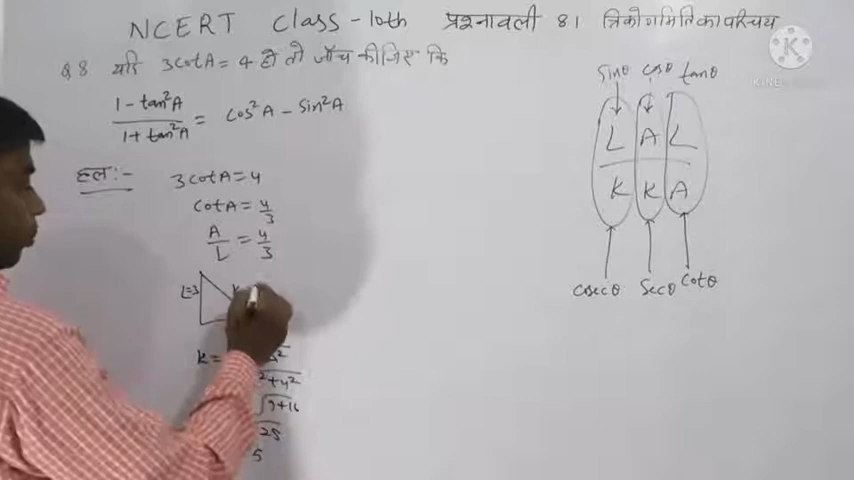 NCERT Class-10th प्रश्नावली 8.1 त्रिकोणमिति का परिचय
Q 8 यदि 3cotA = 4 हो तो जाँच कीजिए कि
1 - tan²A
1 + tan²A
= cos²A - sin²A
हल :-
3cotA = 4
cotA = 4/3
A/L = 4/3
L=3
K
K =
²+4²
√9+16
25
5
sinθ cosθ tanθ
L A L
K K A
cosecθ secθ cotθ
K
KINE